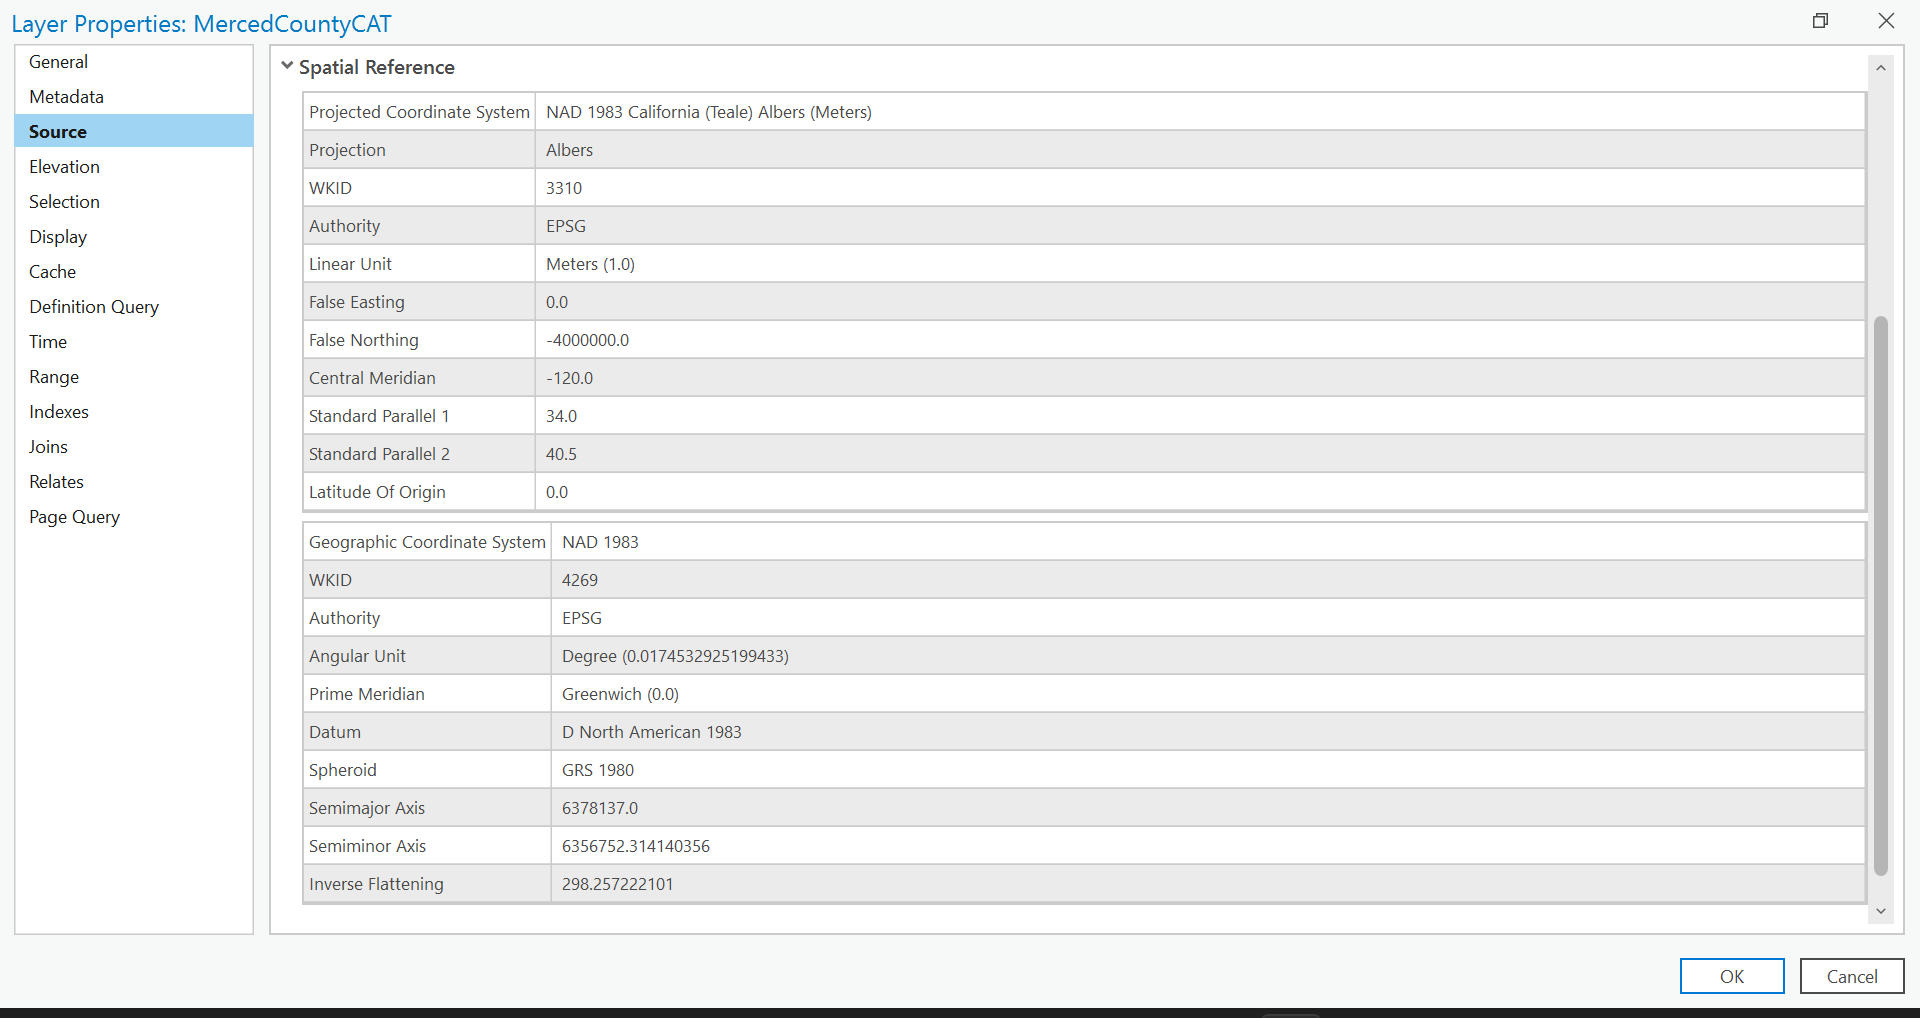 Layer Properties: MercedCountyCAT
General
Metadata
Source
Elevation
Selection
Display
Cache
Definition Query
Time
Range
Indexes
Joins
Relates
Page Query
Spatial Reference
Projected Coordinate System NAD 1983 California (Teale) Albers (Meters)
Projection Albers
WKID 3310
Authority EPSG
Linear Unit Meters (1.0)
False Easting 0.0
False Northing -4000000.0
Central Meridian -120.0
Standard Parallel 1 34.0
Standard Parallel 2 40.5
Latitude Of Origin 0.0
Geographic Coordinate System NAD 1983
WKID 4269
Authority EPSG
Angular Unit Degree (0.0174532925199433)
Prime Meridian Greenwich (0.0)
Datum D North American 1983
Spheroid GRS 1980
Semimajor Axis 6378137.0
Semiminor Axis 6356752.314140356
Inverse Flattening 298.257222101
OK Cancel